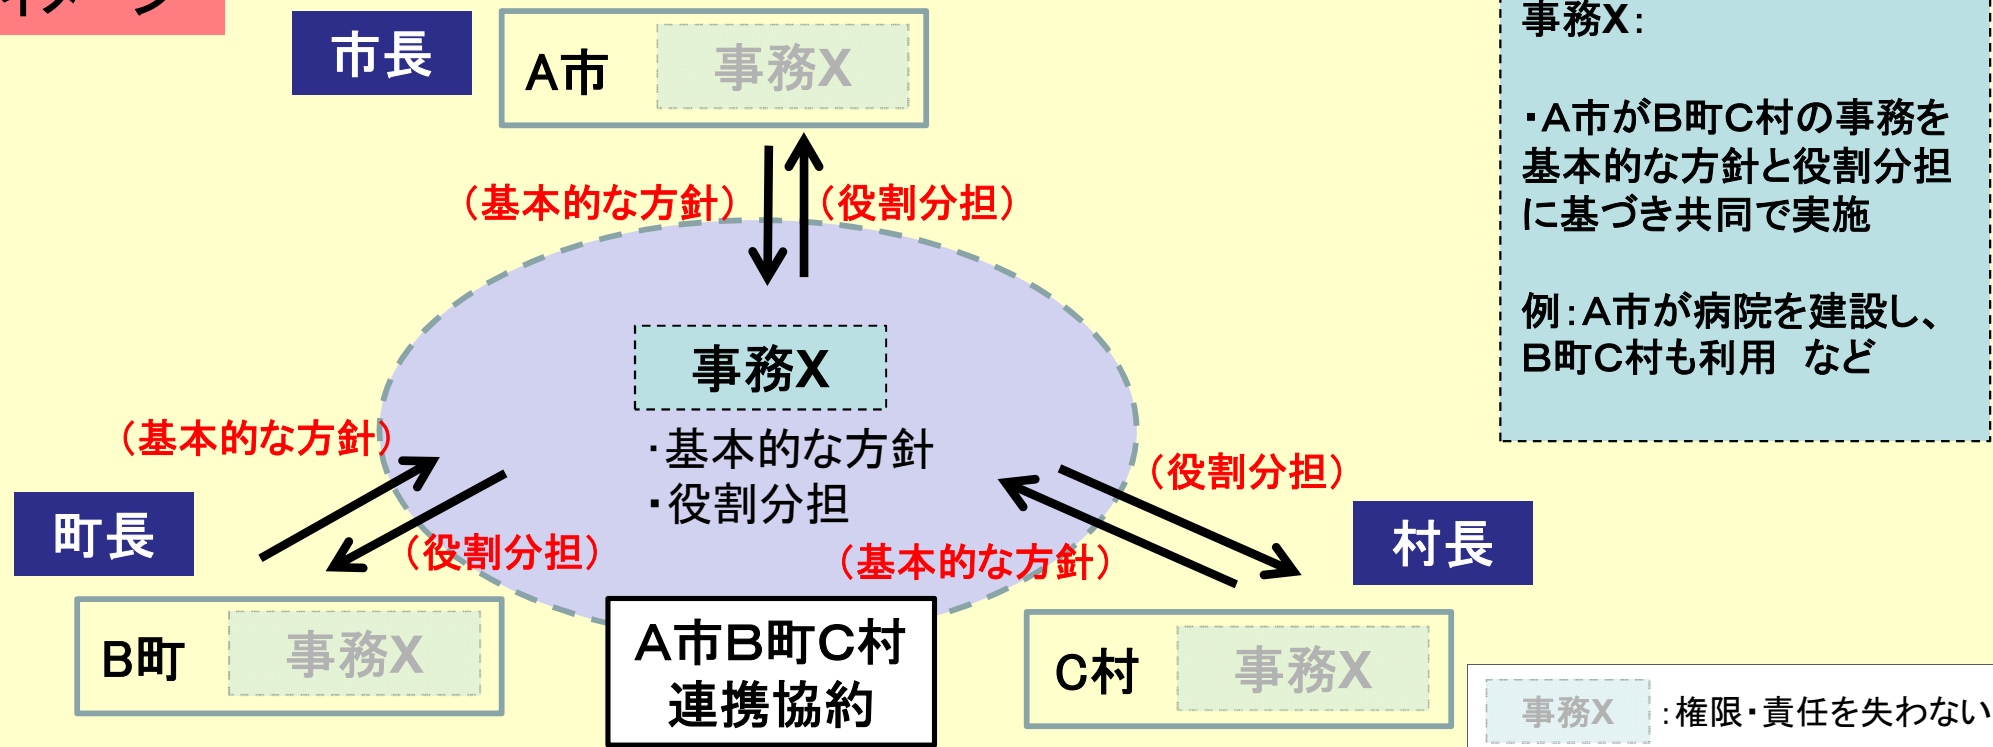 イメージ
市長
A市
事務X
事務X:
・A市がB町C村の事務を
基本的な方針と役割分担
に基づき共同で実施
例:A市が病院を建設し、
B町C村も利用　など
(基本的な方針)
(役割分担)
事務X
・基本的な方針
・役割分担
(基本的な方針)
(役割分担)
(役割分担)
(基本的な方針)
町長
村長
B町
事務X
A市B町C村
連携協約
C村
事務X
事務X
:権限・責任を失わない